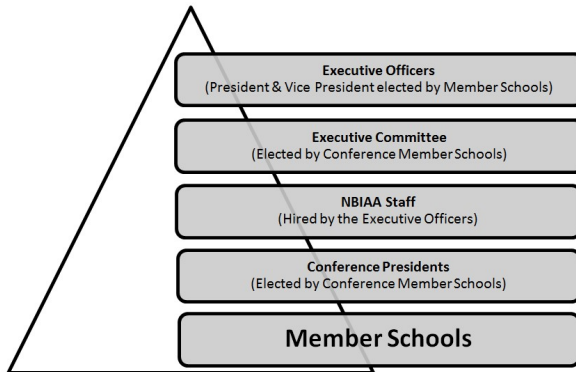 Executive Officers
(President & Vice President elected by Member Schools)
Executive Committee
(Elected by Conference Member Schools)
NBIAA Staff
(Hired by the Executive Officers)
Conference Presidents
(Elected by Conference Member Schools)
Member Schools